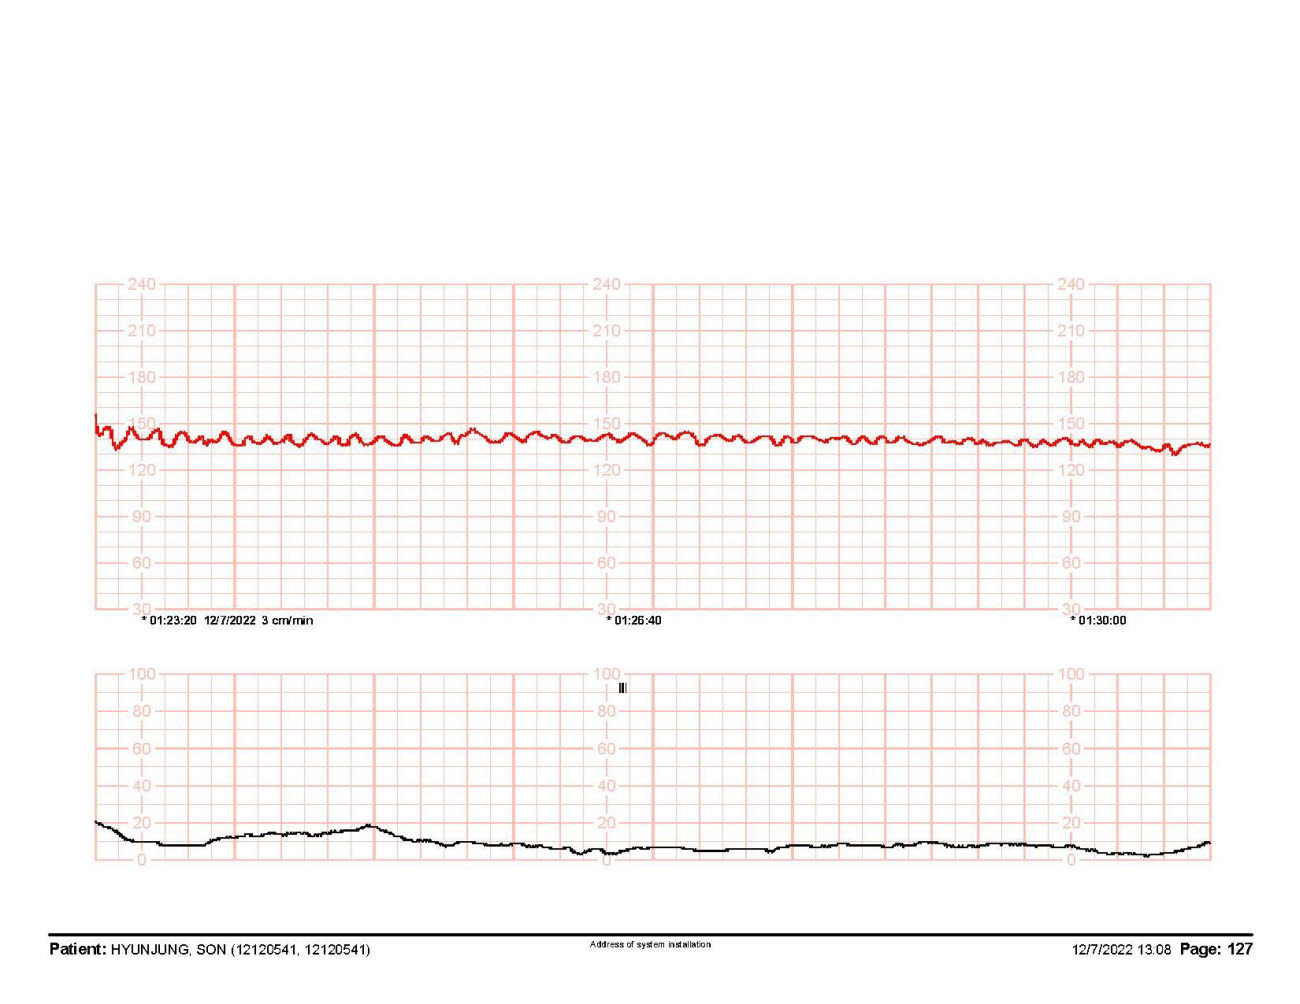 240 240 240
210 210 210
180 180 180
150 150 150
120 120 120
90 90 90
60 60 60
30 30 30
* 01:23:20 12/7/2022 3 cm/min * 01:26:40 * 01:30:00
100 100 100
80 80 80
60 60 60
40 40 40
20 20 20
0 0 0
Patient: HYUNJUNG, SON (12120541, 12120541) Address of system installation 12/7/2022 13:08 Page: 127